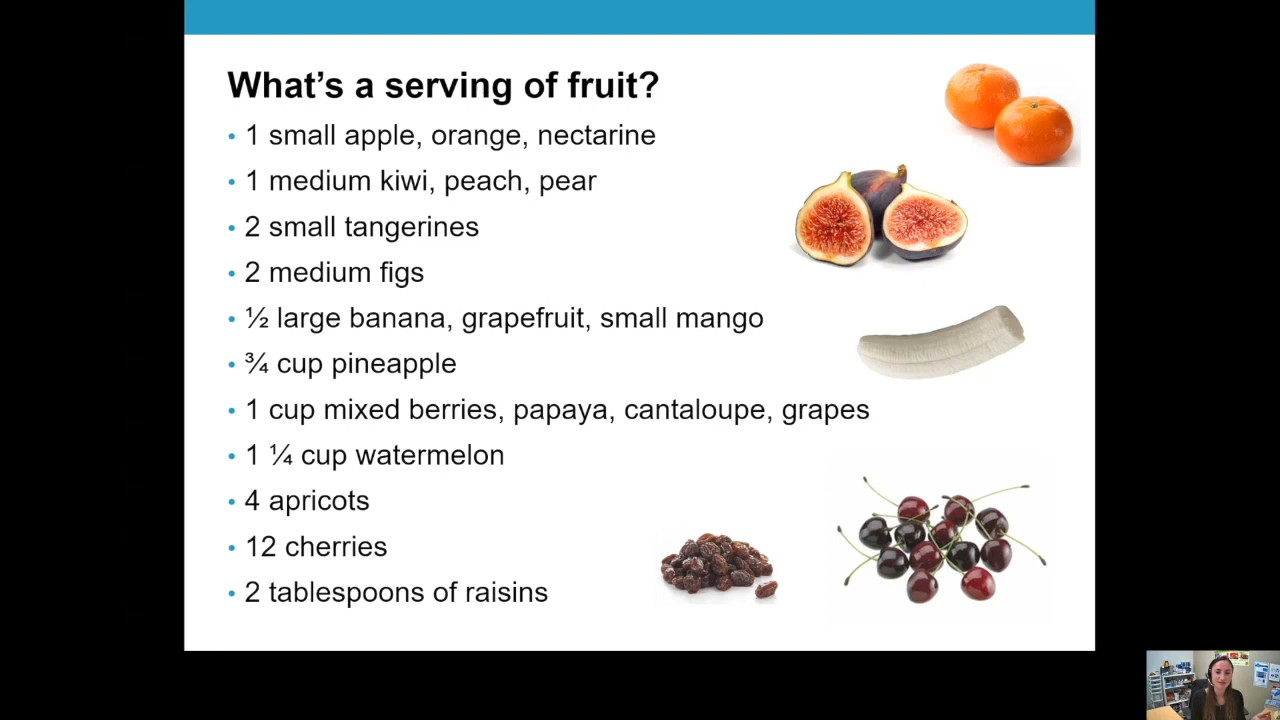 What’s a serving of fruit?
• 1 small apple, orange, nectarine
• 1 medium kiwi, peach, pear
• 2 small tangerines
• 2 medium figs
• ½ large banana, grapefruit, small mango
• ¾ cup pineapple
• 1 cup mixed berries, papaya, cantaloupe, grapes
• 1 ¼ cup watermelon
• 4 apricots
• 12 cherries
• 2 tablespoons of raisins